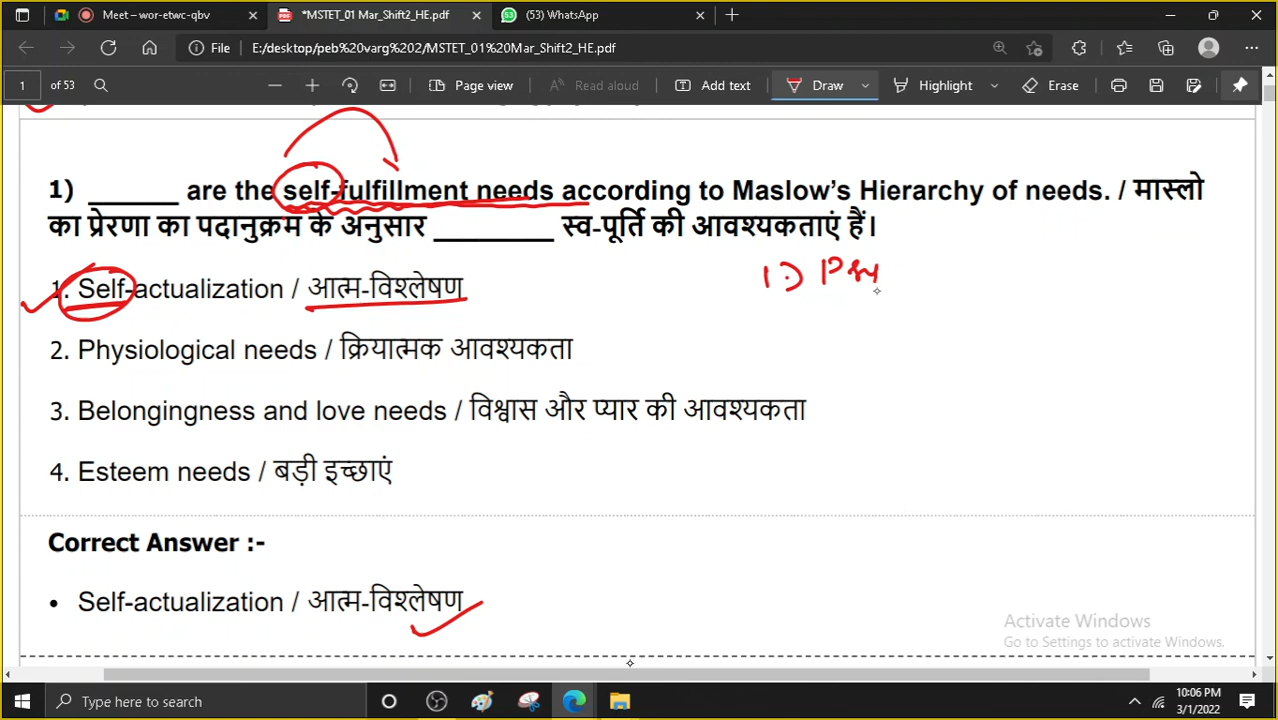 Meet – wor-etwc-qbv
*MSTET_01 Mar_Shift2_HE.pdf
(53) WhatsApp
File E:/desktop/peb%20varg%202/MSTET_01%20Mar_Shift2_HE.pdf
1 of 53 Page view Read aloud Add text Draw Highlight Erase
1) ______ are the self-fulfillment needs according to Maslow's Hierarchy of needs. / मास्लो
का प्रेरणा का पदानुक्रम के अनुसार ________ स्व-पूर्ति की आवश्यकताएं हैं।
1) Psy
1. Self-actualization / आत्म-विश्लेषण
2. Physiological needs / क्रियात्मक आवश्यकता
3. Belongingness and love needs / विश्वास और प्यार की आवश्यकता
4. Esteem needs / बड़ी इच्छाएं
Correct Answer :-
• Self-actualization / आत्म-विश्लेषण
Activate Windows
Go to Settings to activate Windows.
Type here to search
10:06 PM
3/1/2022